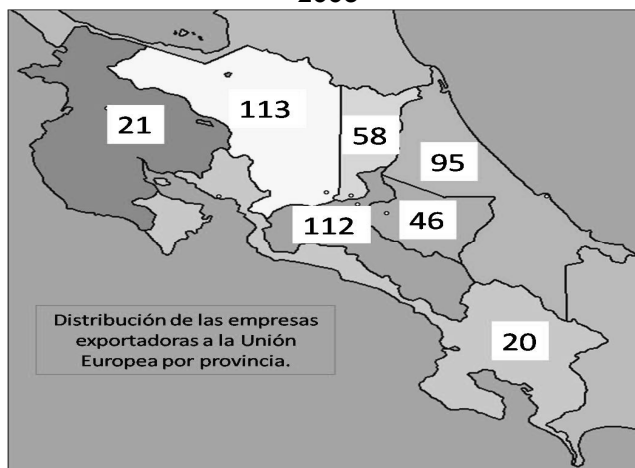 21
113
58
95
112
46
20
Distribución de las empresas
exportadoras a la Unión
Europea por provincia.